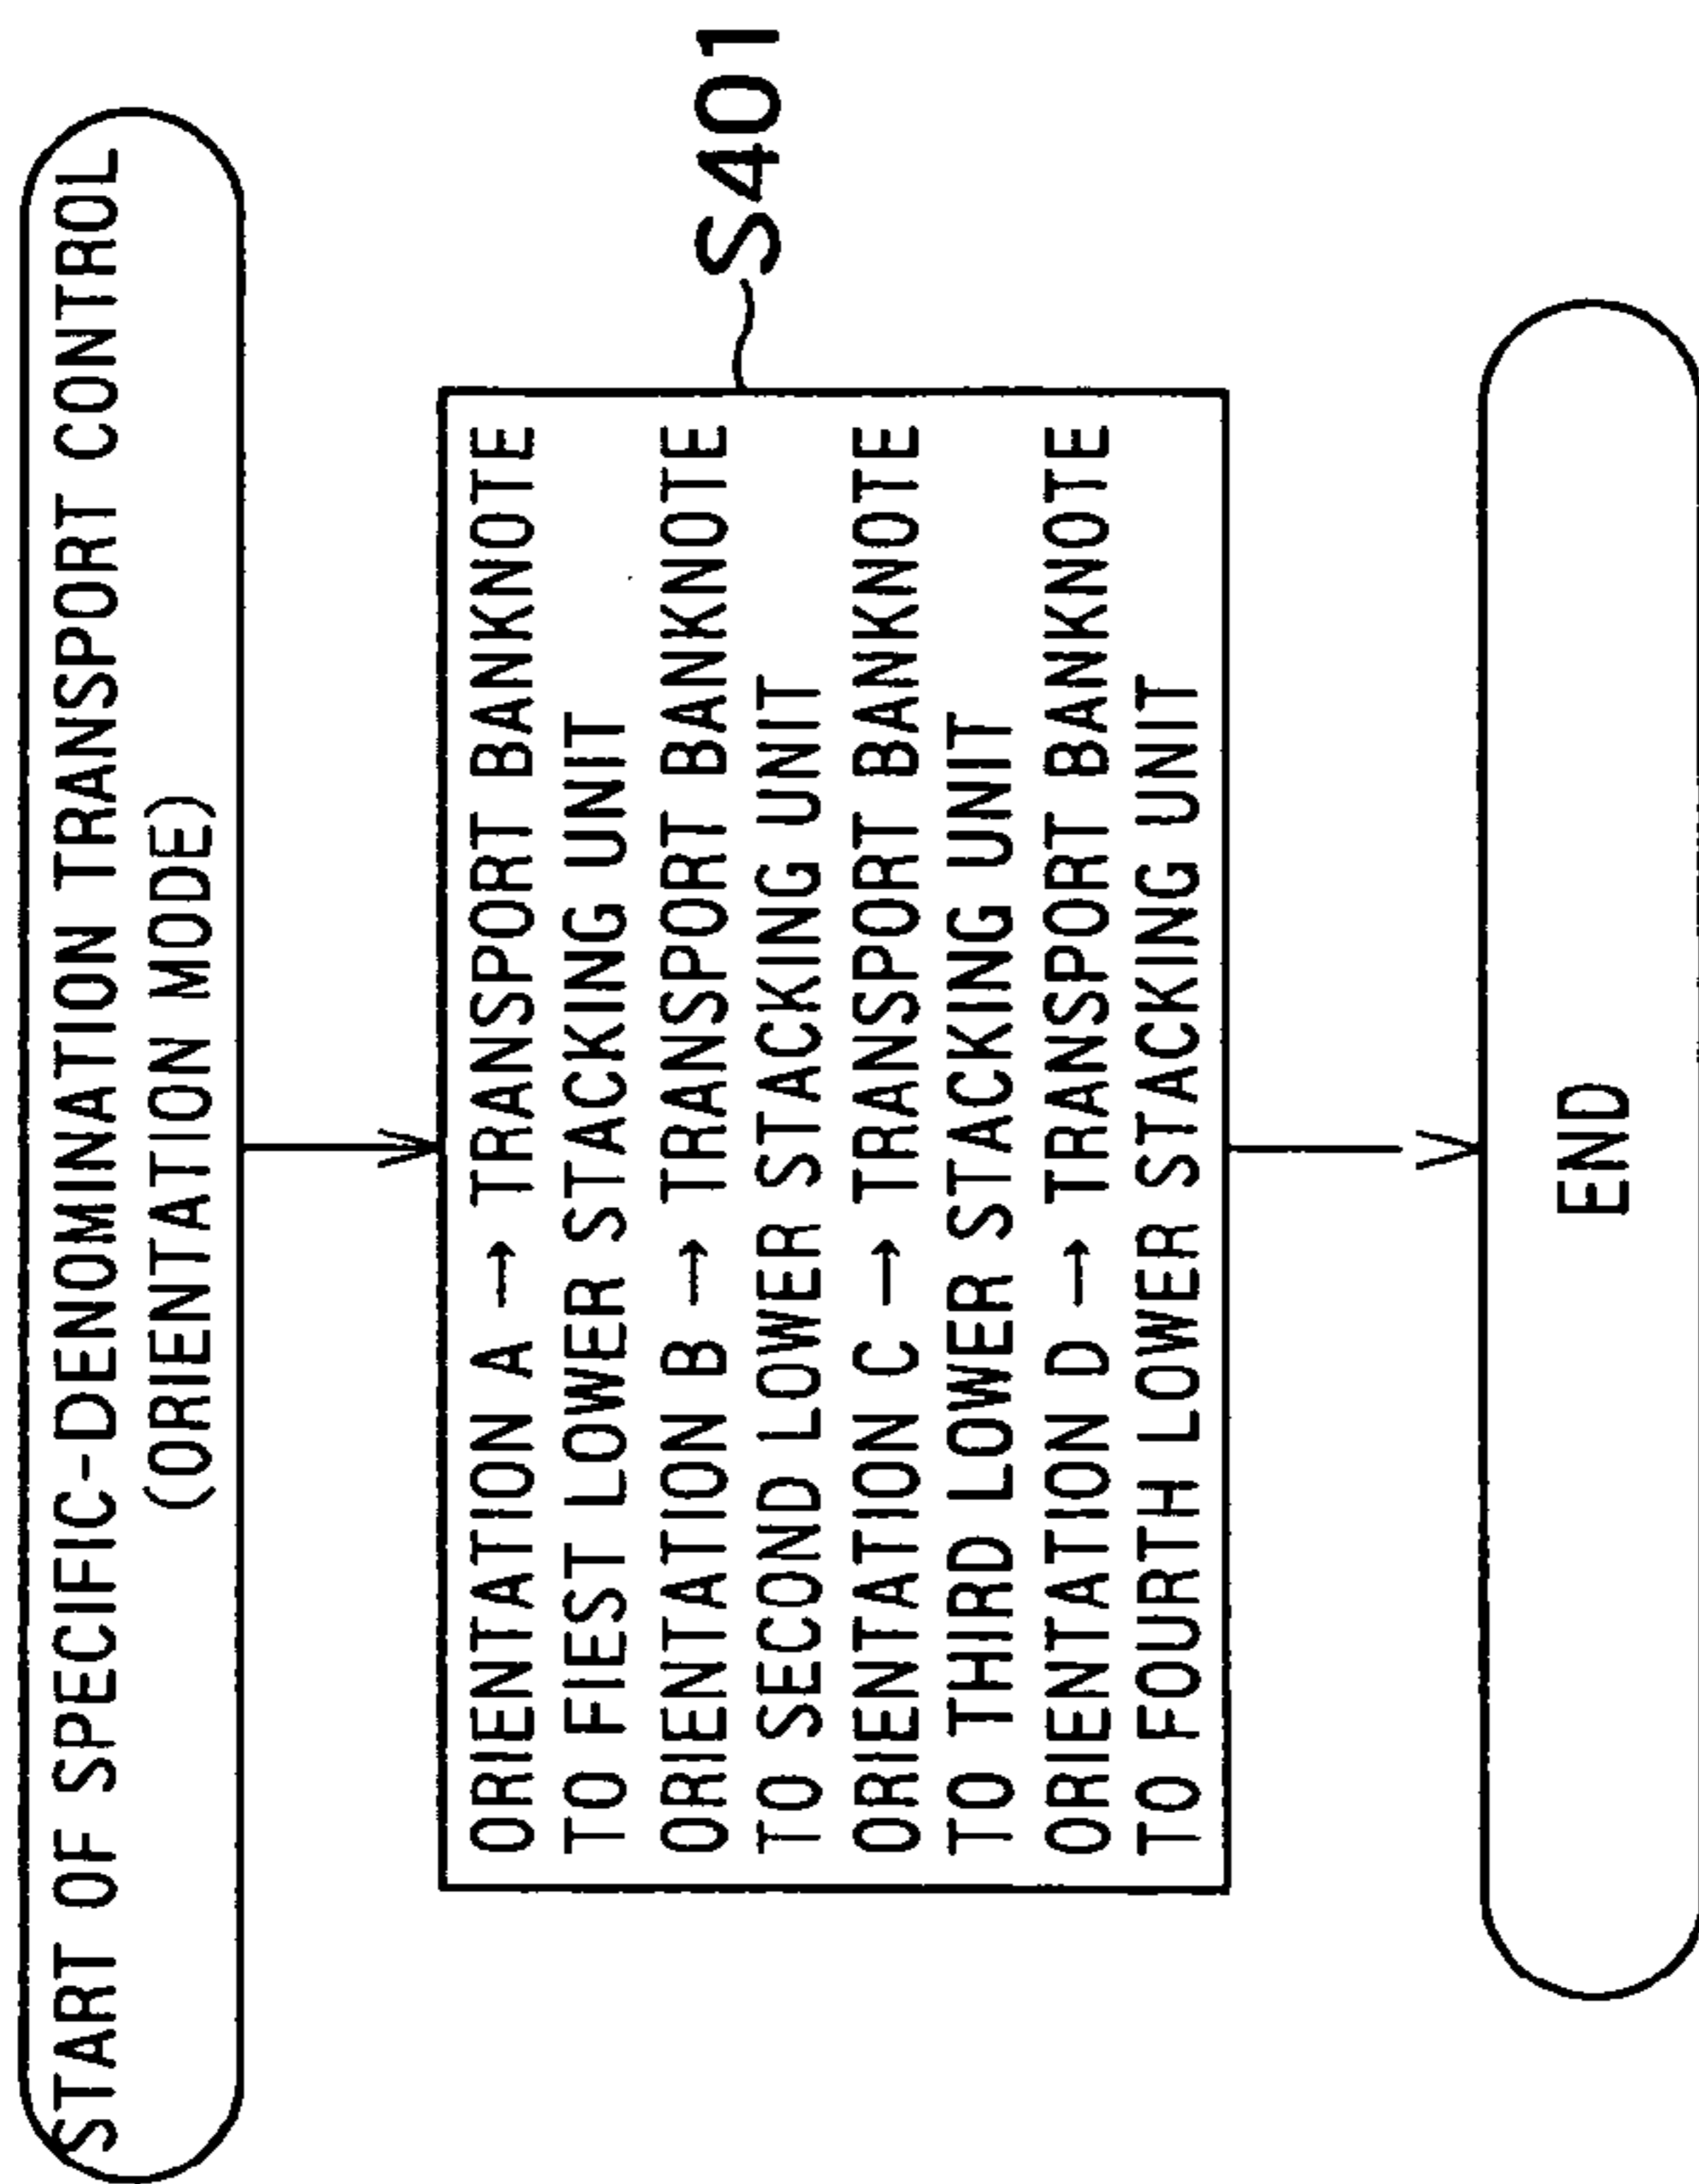 START OF SPECIFIC-DENOMINATION TRANSPORT CONTROL
(ORIENTATION MODE)
S401
ORIENTATION A → TRANSPORT BANKNOTE
TO FIEST LOWER STACKING UNIT
ORIENTATION B → TRANSPORT BANKNOTE
TO SECOND LOWER STACKING UNIT
ORIENTATION C → TRANSPORT BANKNOTE
TO THIRD LOWER STACKING UNIT
ORIENTATION D → TRANSPORT BANKNOTE
TO FOURTH LOWER STACKING UNIT
END